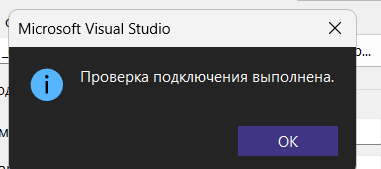 Microsoft Visual Studio
Проверка подключения выполнена.
OK